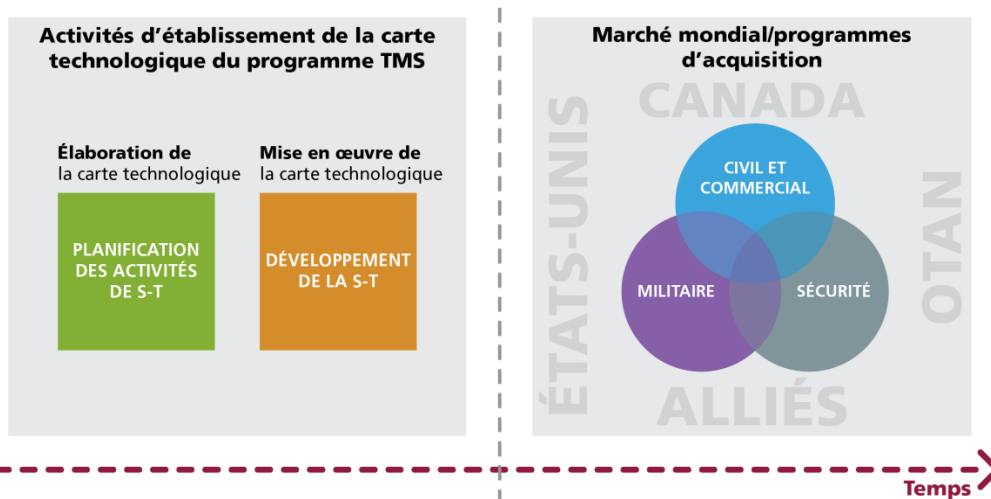 Activités d’établissement de la carte
technologique du programme TMS
Élaboration de
la carte technologique
PLANIFICATION
DES ACTIVITÉS
DE S-T
Mise en œuvre de
la carte technologique
DÉVELOPPEMENT
DE LA S-T
Marché mondial/programmes
d’acquisition
CANADA
ÉTATS-UNIS
CIVIL ET
COMMERCIAL
MILITAIRE
SÉCURITÉ
OTAN
ALLIÉS
Temps